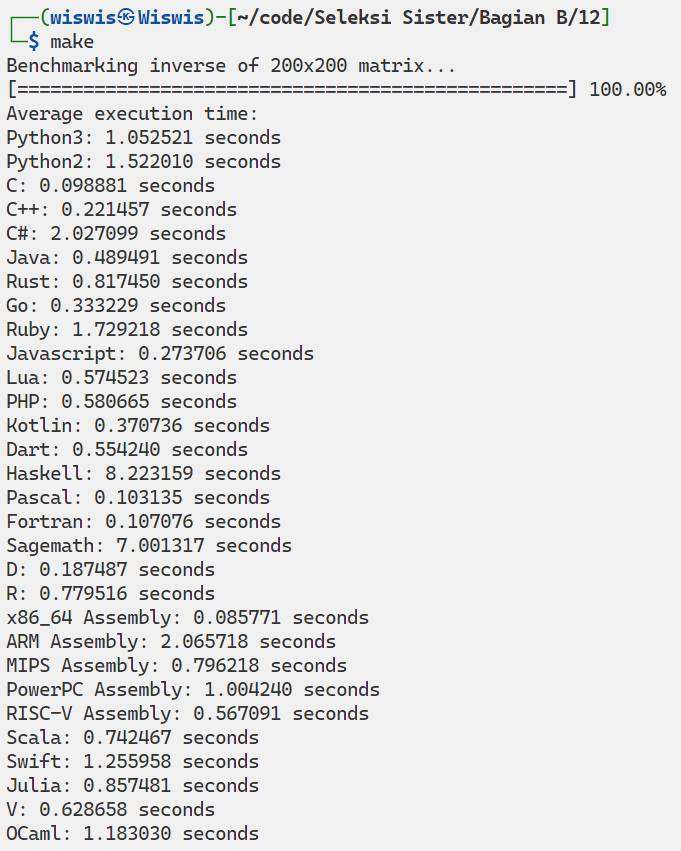 ┌──(wiswis㉿Wiswis)-[~/code/Seleksi Sister/Bagian B/12]
└─$ make
Benchmarking inverse of 200x200 matrix...
[==================================================] 100.00%
Average execution time:
Python3: 1.052521 seconds
Python2: 1.522010 seconds
C: 0.098881 seconds
C++: 0.221457 seconds
C#: 2.027099 seconds
Java: 0.489491 seconds
Rust: 0.817450 seconds
Go: 0.333229 seconds
Ruby: 1.729218 seconds
Javascript: 0.273706 seconds
Lua: 0.574523 seconds
PHP: 0.580665 seconds
Kotlin: 0.370736 seconds
Dart: 0.554240 seconds
Haskell: 8.223159 seconds
Pascal: 0.103135 seconds
Fortran: 0.107076 seconds
Sagemath: 7.001317 seconds
D: 0.187487 seconds
R: 0.779516 seconds
x86_64 Assembly: 0.085771 seconds
ARM Assembly: 2.065718 seconds
MIPS Assembly: 0.796218 seconds
PowerPC Assembly: 1.004240 seconds
RISC-V Assembly: 0.567091 seconds
Scala: 0.742467 seconds
Swift: 1.255958 seconds
Julia: 0.857481 seconds
V: 0.628658 seconds
OCaml: 1.183030 seconds